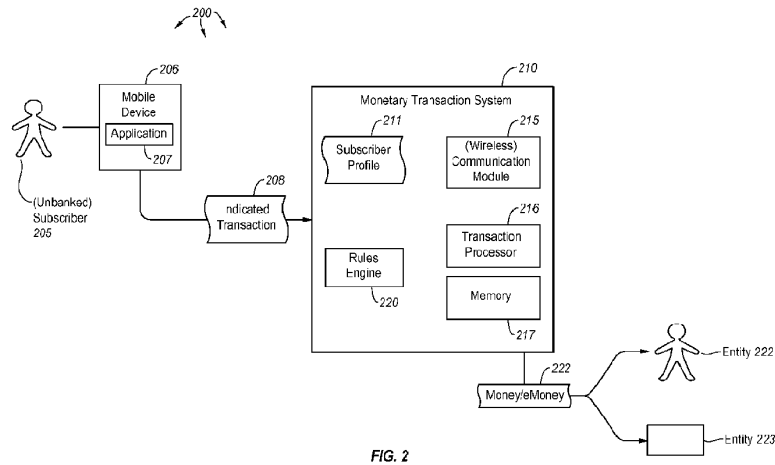 200
206
Mobile
Device
Application
207
(Unbanked)
Subscriber
205
208
ndicated
Transaction
210
Monetary Transaction System
211
Subscriber
Profile
215
(Wireless)
Communication
Module
216
Transaction
Processor
Rules
Engine
220
Memory
217
222
Money/eMoney
Entity 222
Entity 223
FIG. 2